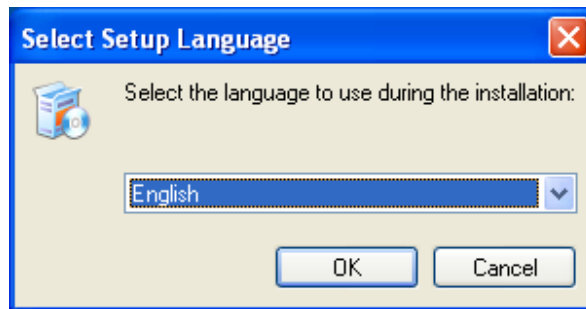 Select Setup Language
Select the language to use during the installation:
English
OK
Cancel